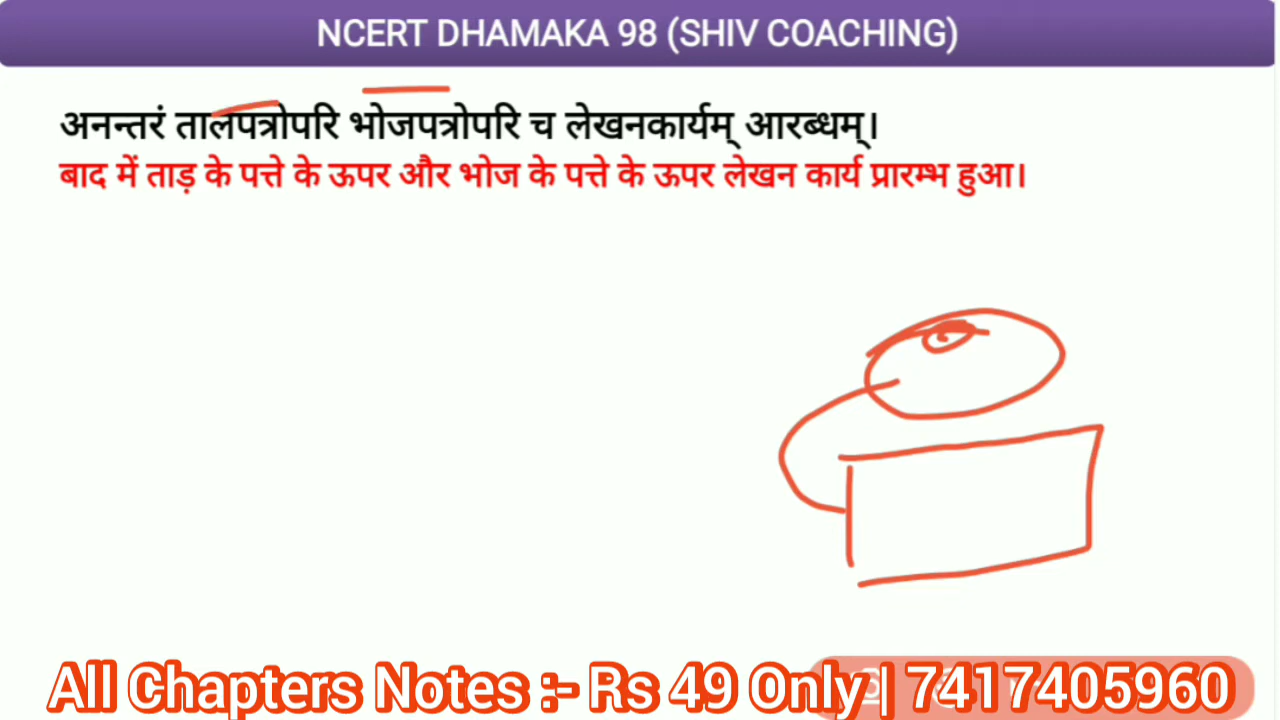 NCERT DHAMAKA 98 (SHIV COACHING)
अनन्तरं तालपत्रोपरि भोजपत्रोपरि च लेखनकार्यम् आरब्धम्।
बाद में ताड़ के पत्ते के ऊपर और भोज के पत्ते के ऊपर लेखन कार्य प्रारम्भ हुआ।
All Chapters Notes :- Rs 49 Only | 7417405960